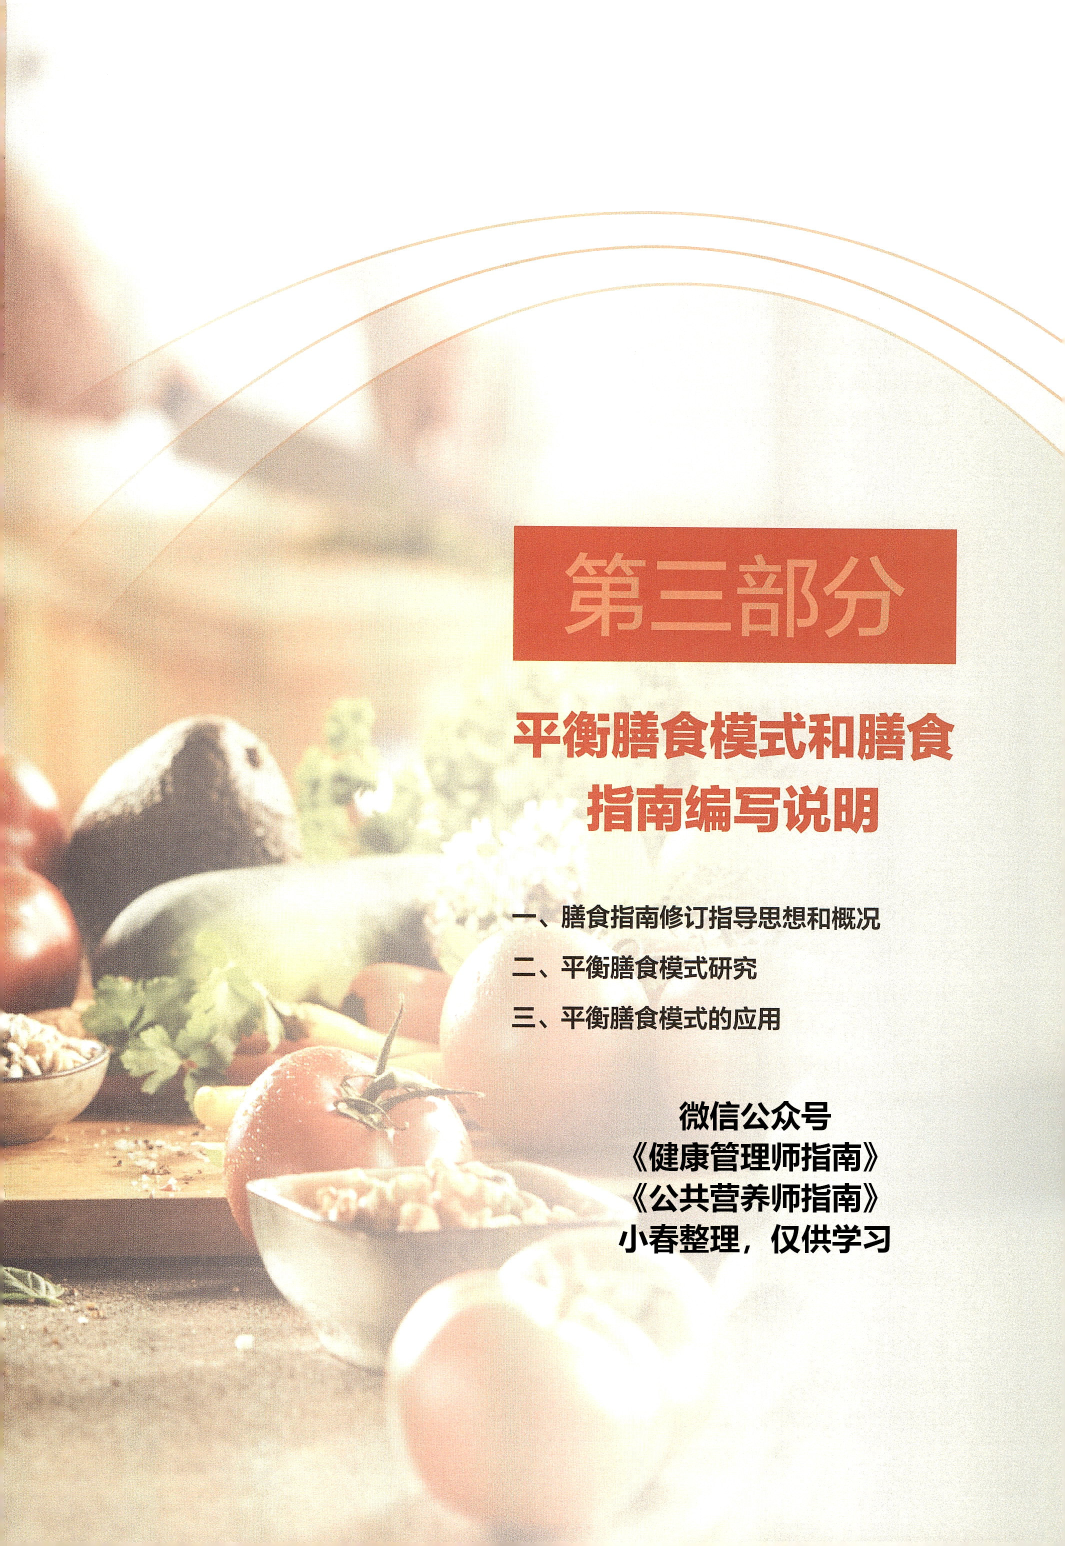 第三部分
平衡膳食模式和膳食
指南编写说明
一、膳食指南修订指导思想和概况
二、平衡膳食模式研究
三、平衡膳食模式的应用
微信公众号
《健康管理师指南》
《公共营养师指南》
小春整理，仅供学习